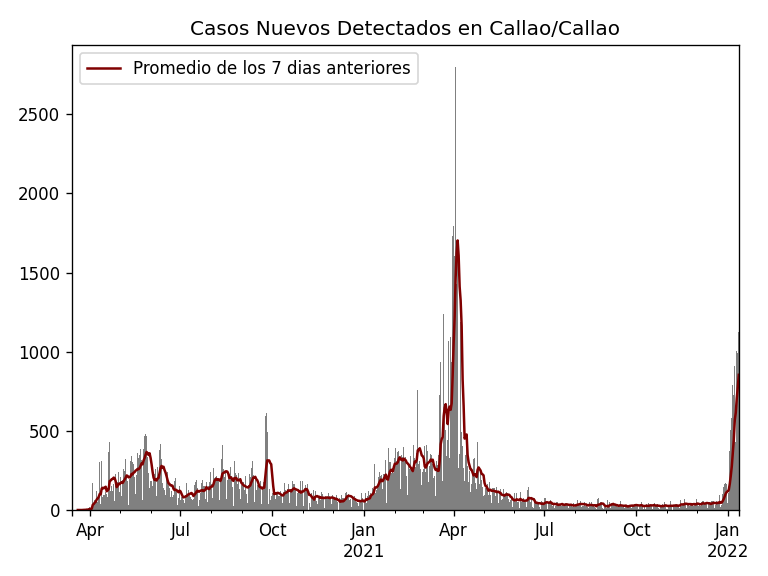 Casos Nuevos Detectados en Callao/Callao
Promedio de los 7 dias anteriores
2500
2000
1500
1000
500
0
Apr Jul Oct Jan Apr Jul Oct Jan
2021 2022